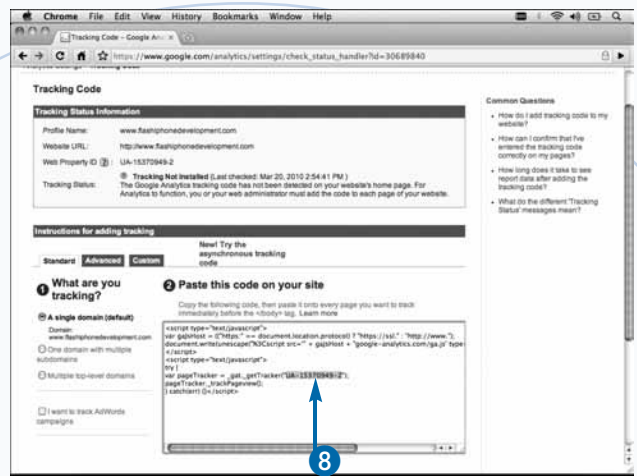 Chrome File Edit View History Bookmarks Window Help
Tracking Code – Google Ana
https://www.google.com/analytics/settings/check_status_handler?id=30689840
Tracking Code
Tracking Status Information
Profile Name: www.flashiphonedevelopment.com
Website URL: http://www.flashiphonedevelopment.com
Web Property ID: UA-15370949-2
Tracking Status: Tracking Not Installed (Last checked: Mar 20, 2010 2:54:41 PM )
The Google Analytics tracking code has not been detected on your website's home page. For
Analytics to function, you or your web administrator must add the code to each page of your website.
Common Questions
How do I add tracking code to my
website?
How can I confirm that I've
entered the tracking code
correctly on my pages?
How long does it take to see
report data after adding the
tracking code?
What do the different 'Tracking
Status' messages mean?
Instructions for adding tracking
Standard Advanced Custom
New! Try the
asynchronous tracking
code
1 What are you
tracking?
A single domain (default)
Domain:
www.flashiphonedevelopment.com
One domain with multiple
subdomains
Multiple top-level domains
I want to track AdWords
campaigns
2 Paste this code on your site
Copy the following code, then paste it onto every page you want to track
immediately before the </body> tag. Learn more
<script type="text/javascript">
var gaJsHost = (("https:" == document.location.protocol) ? "https://ssl." : "http://www.");
document.write(unescape("%3Cscript src='" + gaJsHost + "google-analytics.com/ga.js' type
</script>
<script type="text/javascript">
try {
var pageTracker = _gat._getTracker("UA-15370949-2");
pageTracker._trackPageview();
} catch(err) {}</script>
8